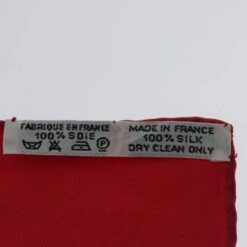 FABRIQUE EN FRANCE
100% SOIE
P
MADE IN FRANCE
100% SILK
DRY CLEAN ONLY